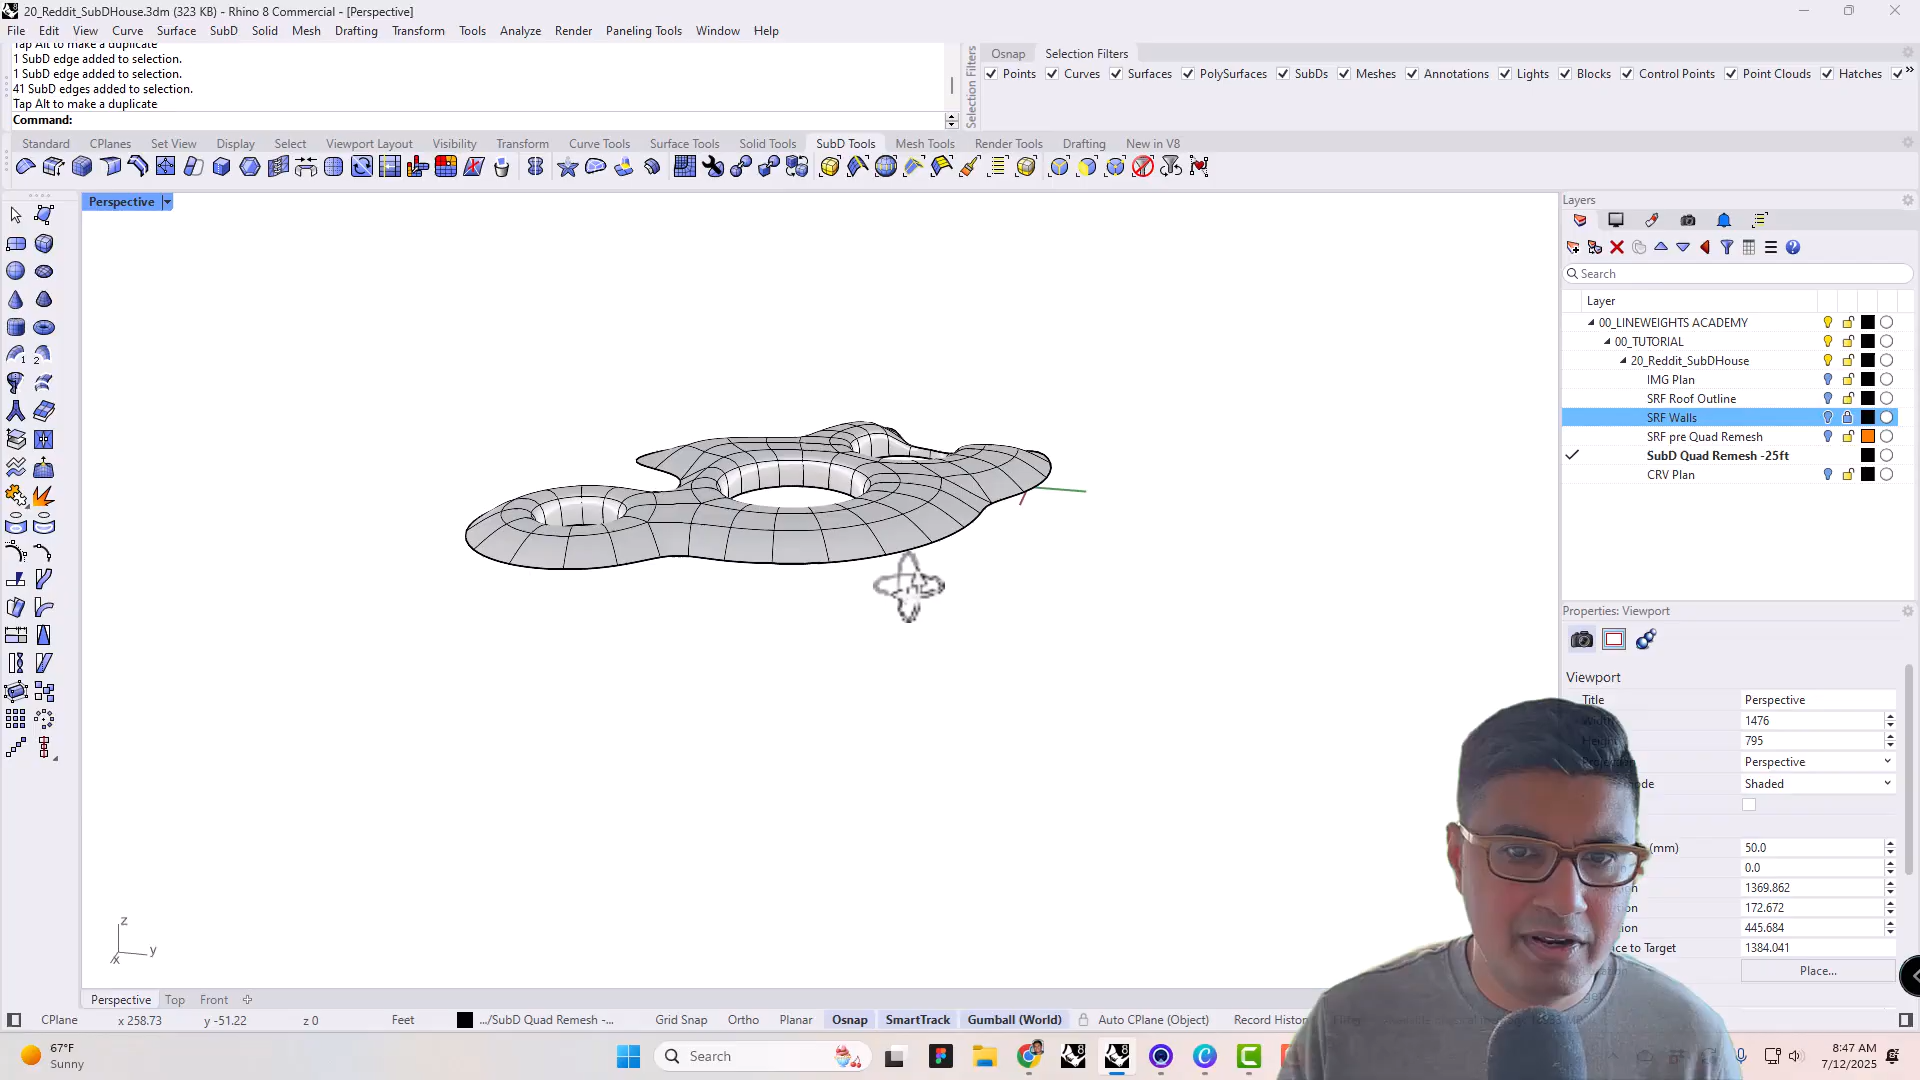 20_Reddit_SubDHouse.3dm (323 KB) - Rhino 8 Commercial - [Perspective]
File Edit View Curve Surface SubD Solid Mesh Drafting Transform Tools Analyze Render Paneling Tools Window Help
Tap Alt to make a duplicate
1 SubD edge added to selection.
1 SubD edge added to selection.
41 SubD edges added to selection.
Tap Alt to make a duplicate
Command:
Selection Filters
Osnap Selection Filters
Points Curves Surfaces PolySurfaces SubDs Meshes Annotations Lights Blocks Control Points Point Clouds Hatches
Standard CPlanes Set View Display Select Viewport Layout Visibility Transform Curve Tools Surface Tools Solid Tools SubD Tools Mesh Tools Render Tools Drafting New in V8
Perspective
Layers
Search
Layer
00_LINEWEIGHTS ACADEMY
00_TUTORIAL
20_Reddit_SubDHouse
IMG Plan
SRF Roof Outline
SRF Walls
SRF pre Quad Remesh
SubD Quad Remesh -25ft
CRV Plan
Properties: Viewport
Viewport
Title Perspective
Width 1476
795
Perspective
Shaded
(mm) 50.0
0.0
1369.862
172.672
445.684
to Target 1384.041
Place...
z
y
x
Perspective Top Front
CPlane x 258.73 y -51.22 z 0 Feet .../SubD Quad Remesh -... Grid Snap Ortho Planar Osnap SmartTrack Gumball (World) Auto CPlane (Object) Record Histor
67°F
Sunny
Search
8:47 AM
7/12/2025